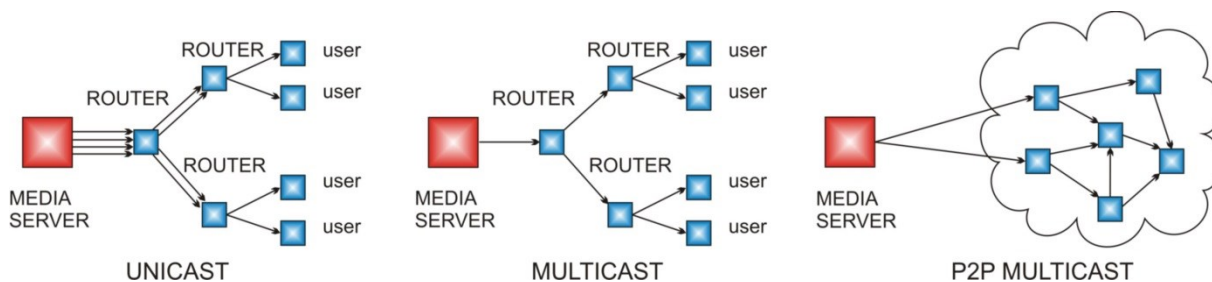 ROUTER
user
user
ROUTER
MEDIA
SERVER
ROUTER
user
user
UNICAST
ROUTER
user
user
ROUTER
MEDIA
SERVER
ROUTER
user
user
MULTICAST
MEDIA
SERVER
P2P MULTICAST